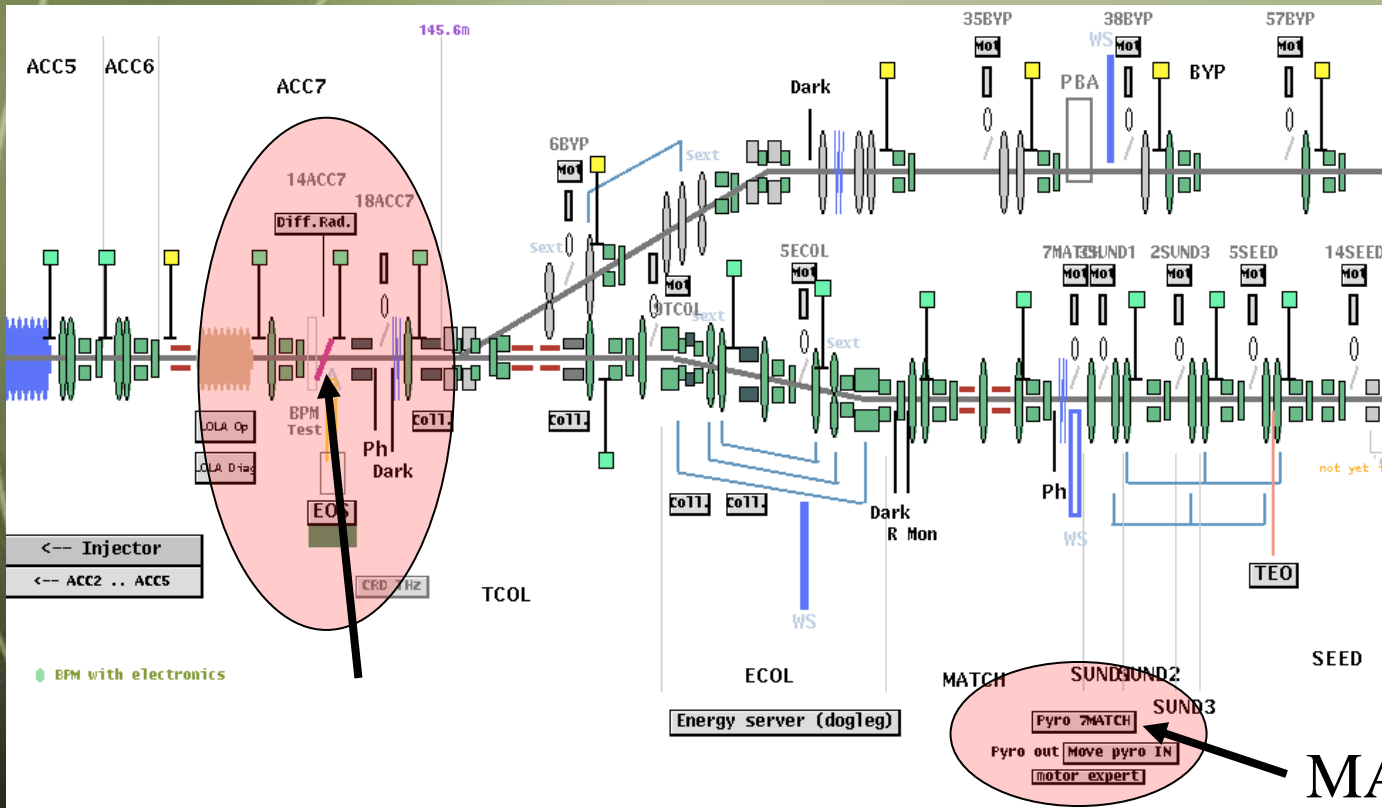 145.6m
35BYP
38BYP
57BYP
WS
Mot
Mot
Mot
ACC5
ACC6
ACC7
Dark
PBA
BYP
6BYP
Mot
Sext
14ACC7
18ACC7
Diff.Rad.
Sext
5ECOL
Mot
7MATCH
SUND1
2SUND3
5SEED
14SEED
Mot
Mot
Mot
Mot
Mot
Mot
9TCOL
Sext
BPM
Test
LOLA Op
Coll.
Coll.
Ph
Dark
LOLA Diag
EOS
Coll.
Coll.
Dark
R Mon
Ph
WS
not yet
<-- Injector
<-- ACC2 .. ACC5
CRD THz
TCOL
WS
TEO
BPM with electronics
ECOL
MATCH
SUND1
SUND2
SUND3
SEED
Energy server (dogleg)
Pyro 7MATCH
Pyro out
Move pyro IN
motor expert
MA